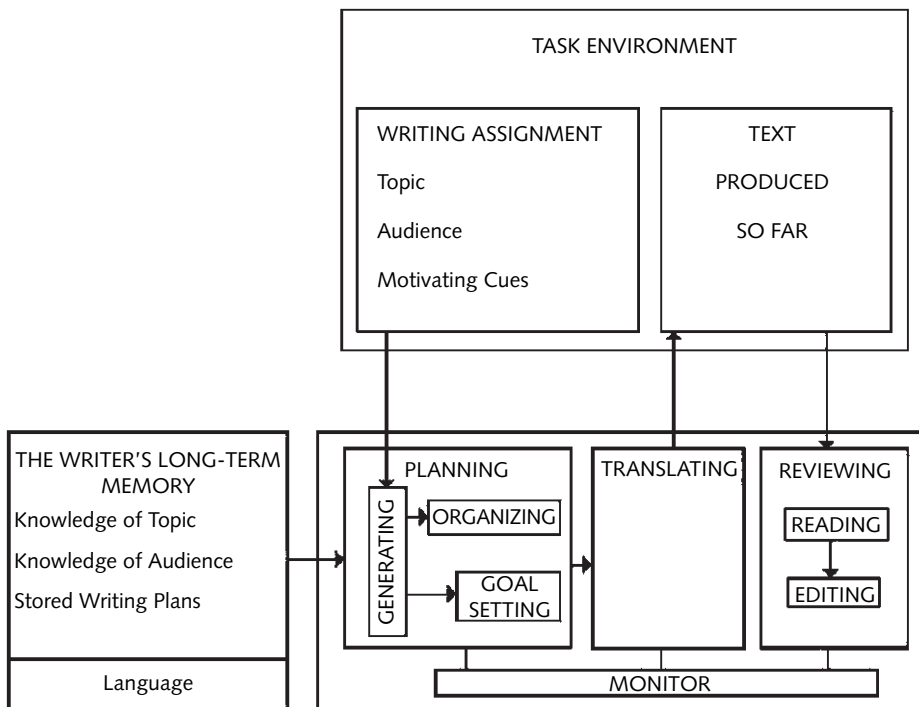 TASK ENVIRONMENT
WRITING ASSIGNMENT
Topic
Audience
Motivating Cues
TEXT
PRODUCED
SO FAR
THE WRITER'S LONG-TERM
MEMORY
Knowledge of Topic
Knowledge of Audience
Stored Writing Plans
Language
PLANNING
GENERATING
ORGANIZING
GOAL
SETTING
TRANSLATING
REVIEWING
READING
EDITING
MONITOR